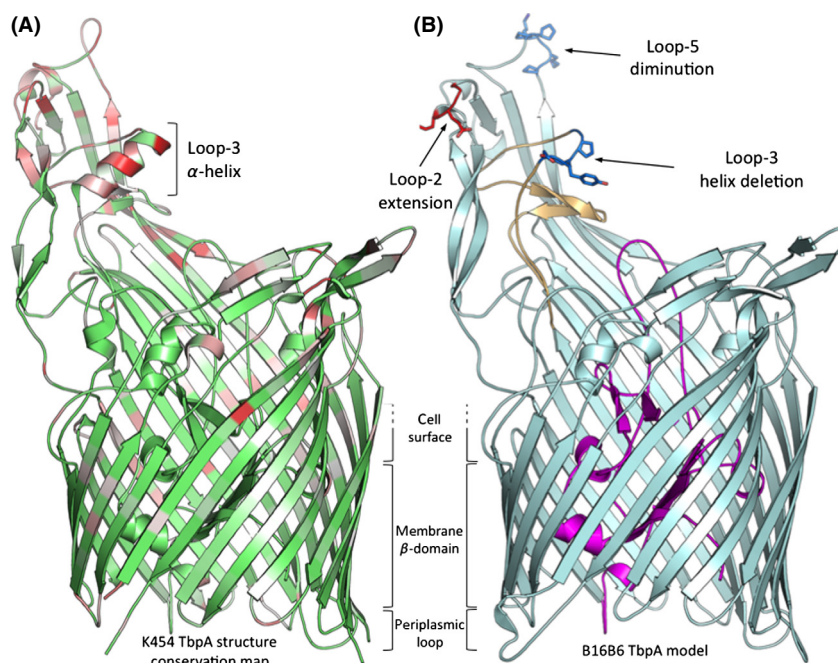 (A)
Loop-3
α-helix
K454 TbpA structure
conservation map
Cell
surface
Membrane
β-domain
Periplasmic
loop
(B)
Loop-5
diminution
Loop-2
extension
Loop-3
helix deletion
B16B6 TbpA model